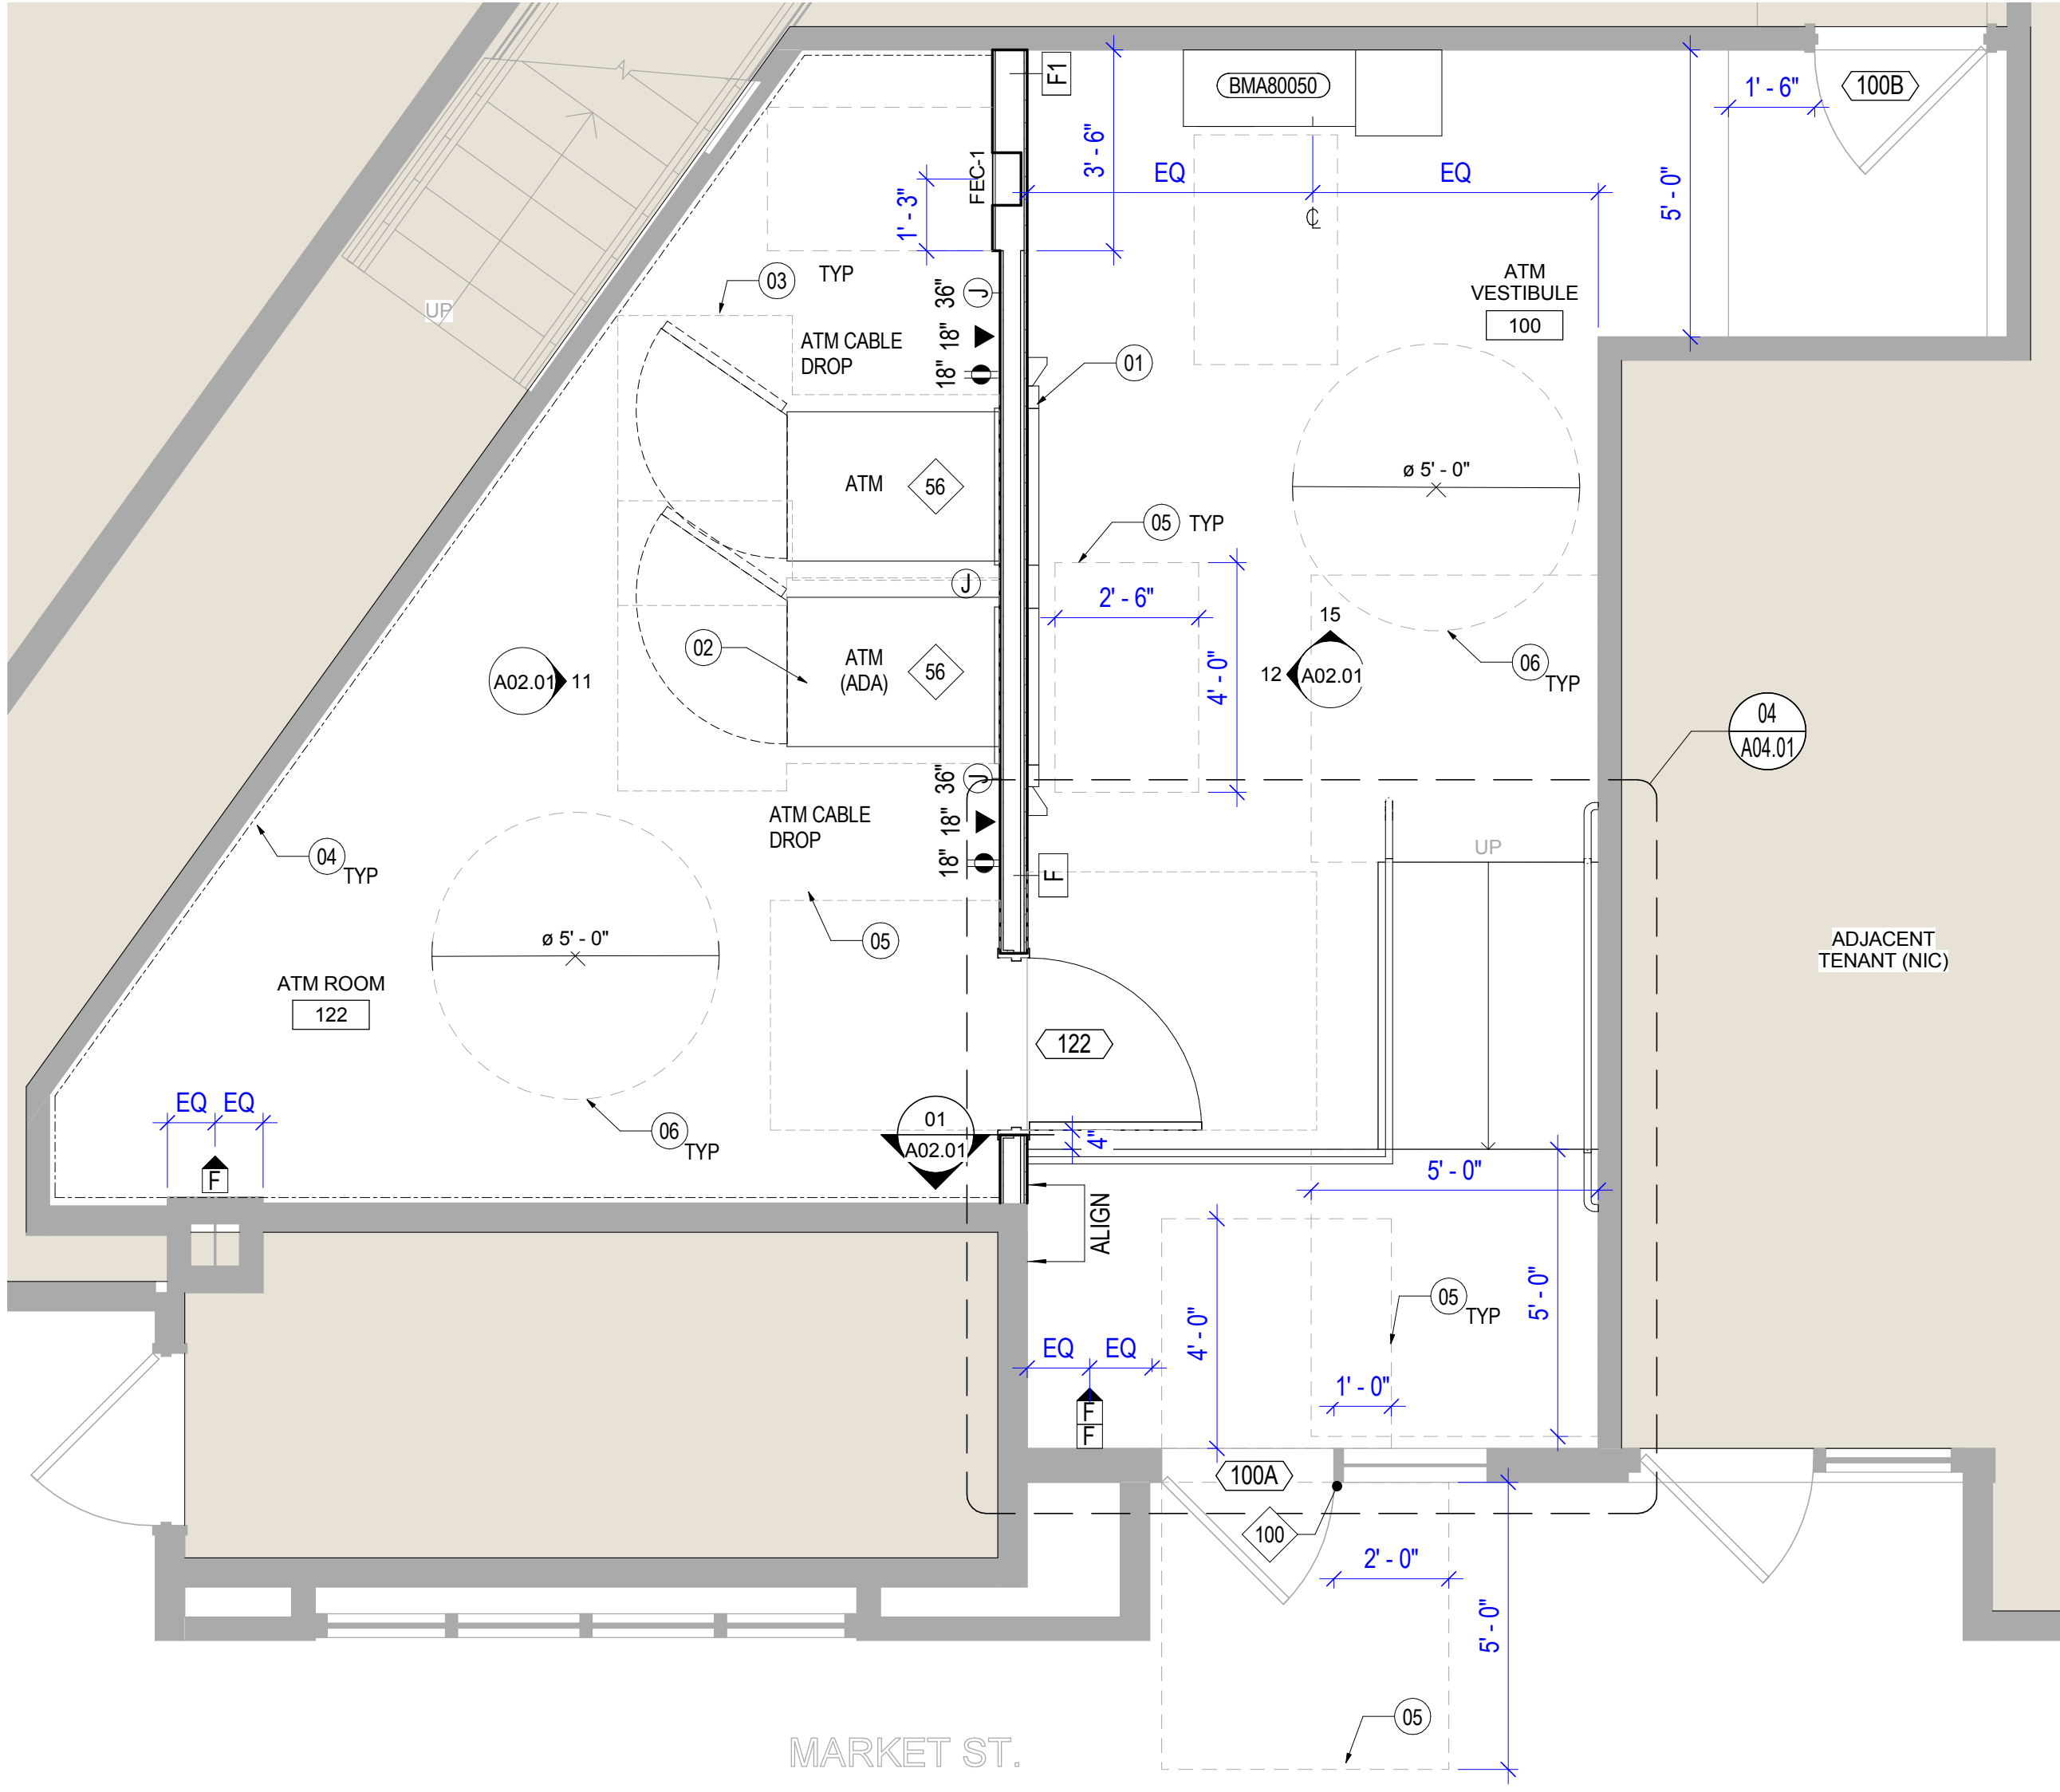 F1
BMA80050
1' - 6"
100B
3' - 6"
FEC-1
1' - 3"
EQ
EQ
5' - 0"
℄
03
TYP
UP
J
36"
18"
18"
ATM CABLE
DROP
01
ATM
VESTIBULE
100
ATM
56
ø 5' - 0"
05
TYP
2' - 6"
4' - 0"
J
02
ATM
(ADA)
56
A02.01
11
15
12
A02.01
06
TYP
04
A04.01
J
36"
18"
18"
ATM CABLE
DROP
F
04
TYP
05
UP
ø 5' - 0"
ATM ROOM
122
ADJACENT
TENANT (NIC)
122
EQ
EQ
F
06
TYP
01
A02.01
4"
5' - 0"
ALIGN
4' - 0"
5' - 0"
05
TYP
EQ
EQ
F
F
1' - 0"
100A
100
2' - 0"
5' - 0"
05
MARKET ST.